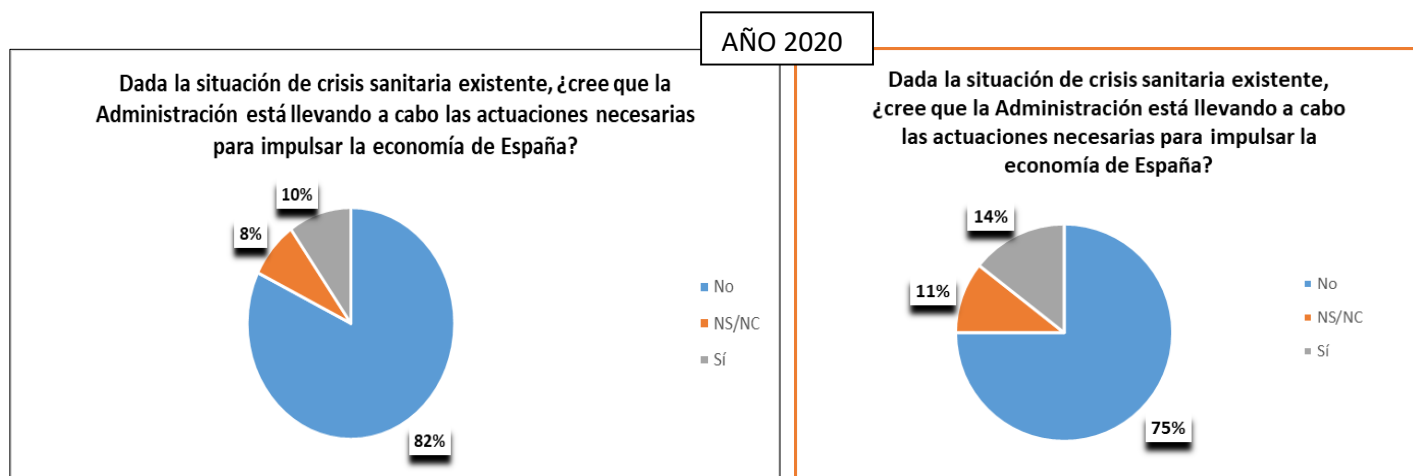 AÑO 2020
Dada la situación de crisis sanitaria existente, ¿cree que la
Administración está llevando a cabo las actuaciones necesarias
para impulsar la economía de España?
10%
8%
82%
No
NS/NC
Sí
Dada la situación de crisis sanitaria existente,
¿cree que la Administración está llevando a cabo
las actuaciones necesarias para impulsar la
economía de España?
14%
11%
75%
No
NS/NC
Sí